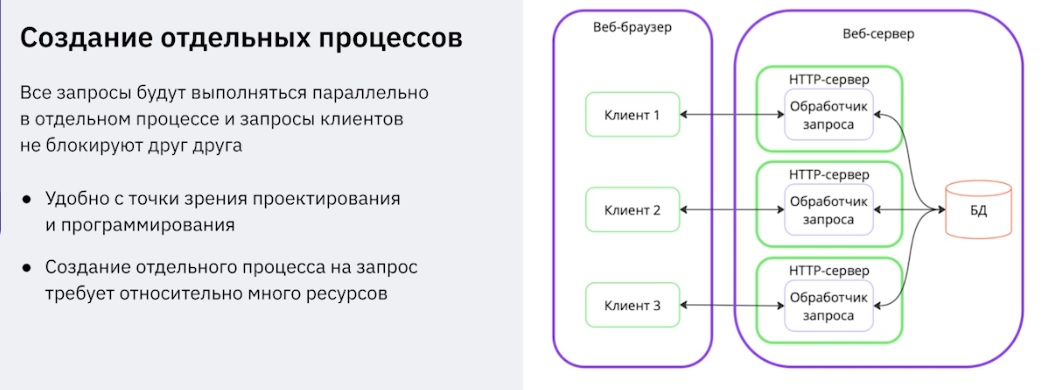 Создание отдельных процессов
Все запросы будут выполняться параллельно
в отдельном процессе и запросы клиентов
не блокируют друг друга
● Удобно с точки зрения проектирования
и программирования
● Создание отдельного процесса на запрос
требует относительно много ресурсов
Веб-браузер
Клиент 1
Клиент 2
Клиент 3
Веб-сервер
HTTP-сервер
Обработчик
запроса
HTTP-сервер
Обработчик
запроса
HTTP-сервер
Обработчик
запроса
БД